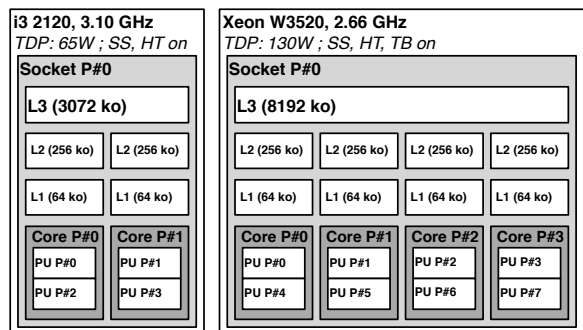 i3 2120, 3.10 GHz
TDP: 65W ; SS, HT on
Socket P#0
L3 (3072 ko)
L2 (256 ko) L2 (256 ko)
L1 (64 ko) L1 (64 ko)
Core P#0 Core P#1
PU P#0 PU P#1
PU P#2 PU P#3
Xeon W3520, 2.66 GHz
TDP: 130W ; SS, HT, TB on
Socket P#0
L3 (8192 ko)
L2 (256 ko) L2 (256 ko) L2 (256 ko) L2 (256 ko)
L1 (64 ko) L1 (64 ko) L1 (64 ko) L1 (64 ko)
Core P#0 Core P#1 Core P#2 Core P#3
PU P#0 PU P#1 PU P#2 PU P#3
PU P#4 PU P#5 PU P#6 PU P#7